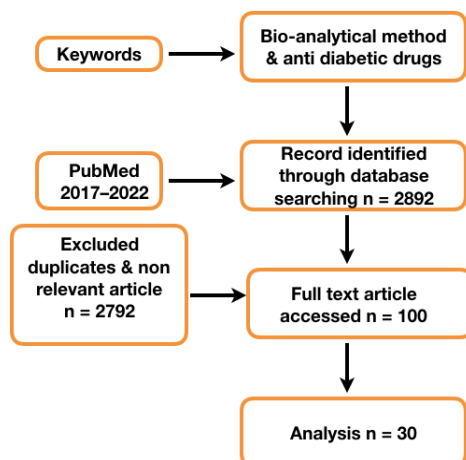 Keywords
Bio-analytical method
& anti diabetic drugs
PubMed
2017–2022
Record identified
through database
searching n = 2892
Excluded
duplicates & non
relevant article
n = 2792
Full text article
accessed n = 100
Analysis n = 30